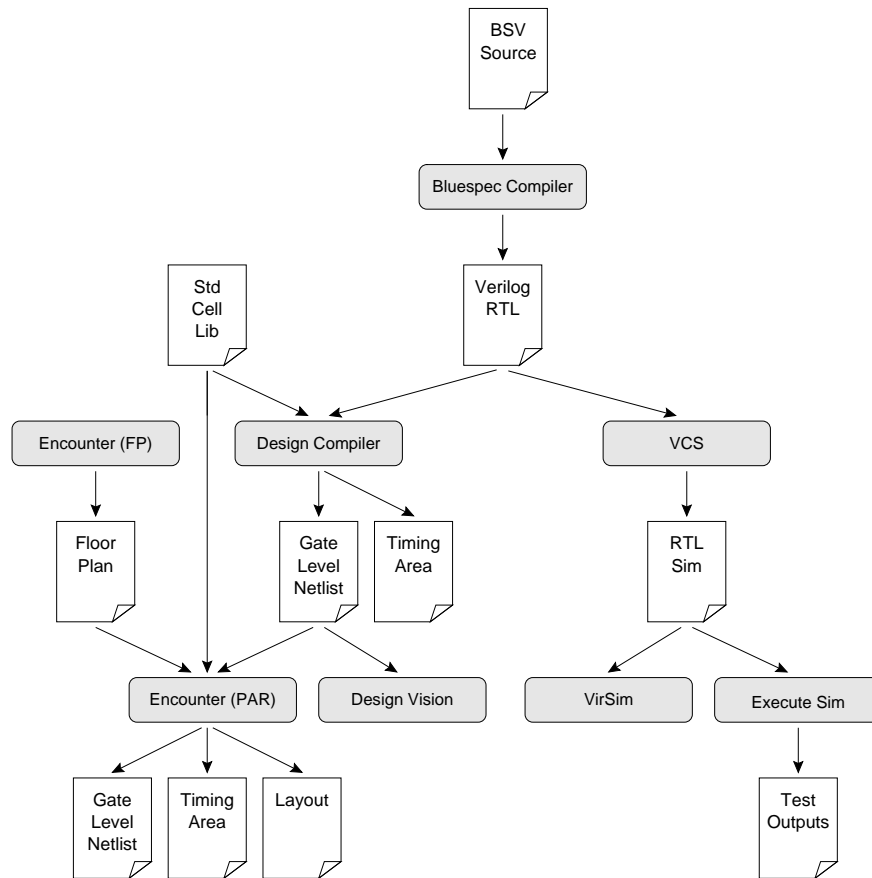 BSV
Source
Bluespec Compiler
Std
Cell
Lib
Verilog
RTL
Encounter (FP)
Design Compiler
VCS
Floor
Plan
Gate
Level
Netlist
Timing
Area
RTL
Sim
Encounter (PAR)
Design Vision
VirSim
Execute Sim
Gate
Level
Netlist
Timing
Area
Layout
Test
Outputs